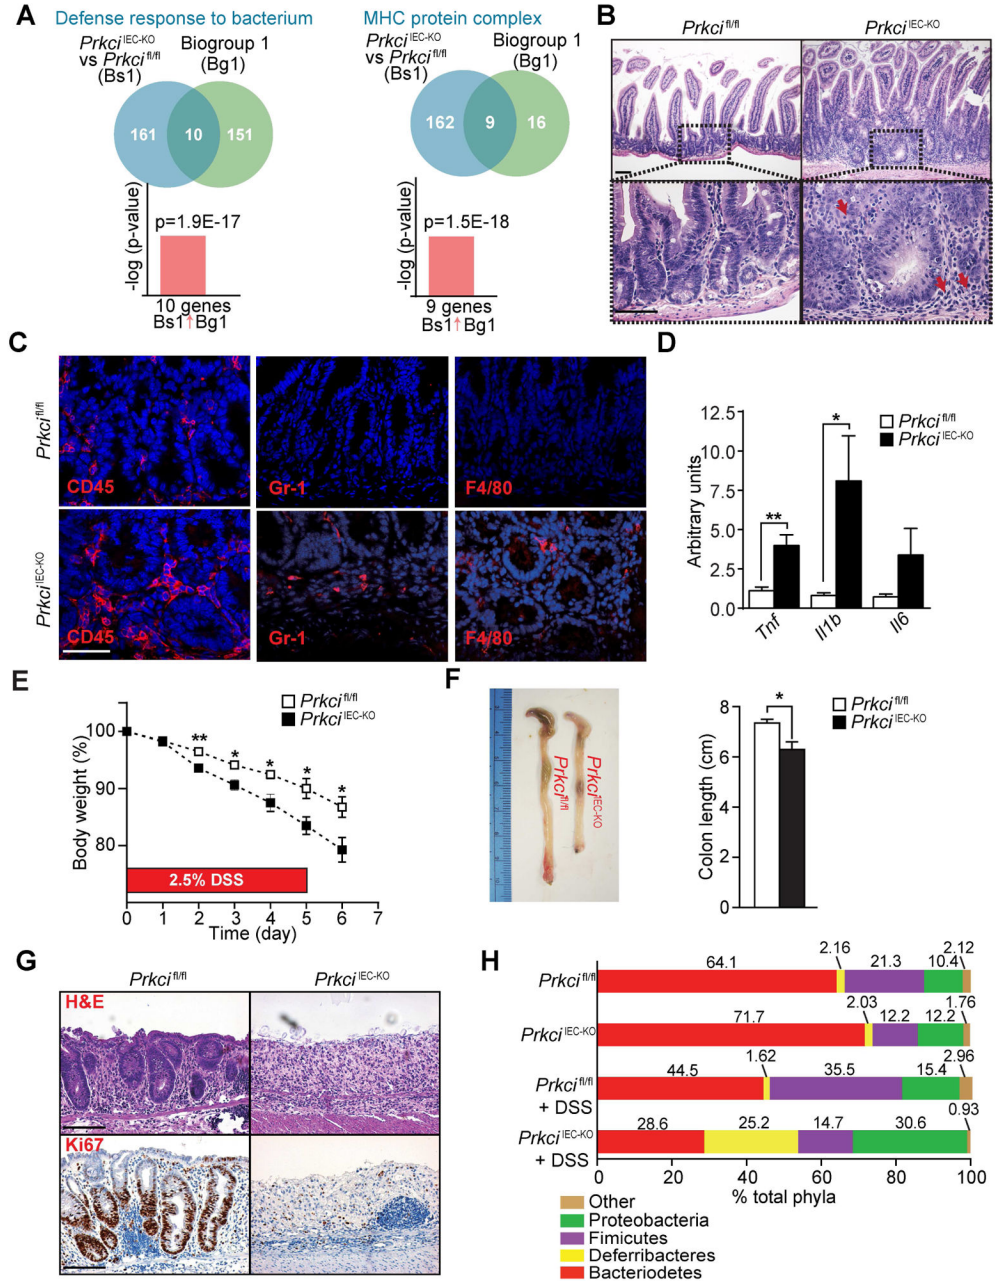 A
Defense response to bacterium
Prkci IEC-KO
vs Prkci fl/fl
(Bs1)
Biogroup 1
(Bg1)
161
10
151
-log (p-value)
p=1.9E-17
10 genes
Bs1↑Bg1
MHC protein complex
Prkci IEC-KO
vs Prkci fl/fl
(Bs1)
Biogroup 1
(Bg1)
162
9
16
-log (p-value)
p=1.5E-18
9 genes
Bs1↑Bg1
B
Prkci fl/fl
Prkci IEC-KO
C
Prkci fl/fl
CD45
Gr-1
F4/80
Prkci IEC-KO
CD45
Gr-1
F4/80
D
Arbitrary units
12.5
10.0
7.5
5.0
2.5
0.0
Prkci fl/fl
Prkci IEC-KO
**
*
Tnf
Il1b
Il6
E
Body weight (%)
100
90
80
Prkci fl/fl
Prkci IEC-KO
**
*
*
*
*
2.5% DSS
0 1 2 3 4 5 6 7
Time (day)
F
Prkci fl/fl
Prkci IEC-KO
Colon length (cm)
8
6
4
2
0
*
Prkci fl/fl
Prkci IEC-KO
G
Prkci fl/fl
Prkci IEC-KO
H&E
Ki67
H
Prkci fl/fl
64.1
2.16
21.3
10.4
2.12
Prkci IEC-KO
71.7
2.03
12.2
12.2
1.76
Prkci fl/fl
+ DSS
44.5
1.62
35.5
15.4
2.96
Prkci IEC-KO
+ DSS
28.6
25.2
14.7
30.6
0.93
0 20 40 60 80 100
% total phyla
Other
Proteobacteria
Fimicutes
Deferribacteres
Bacteriodetes